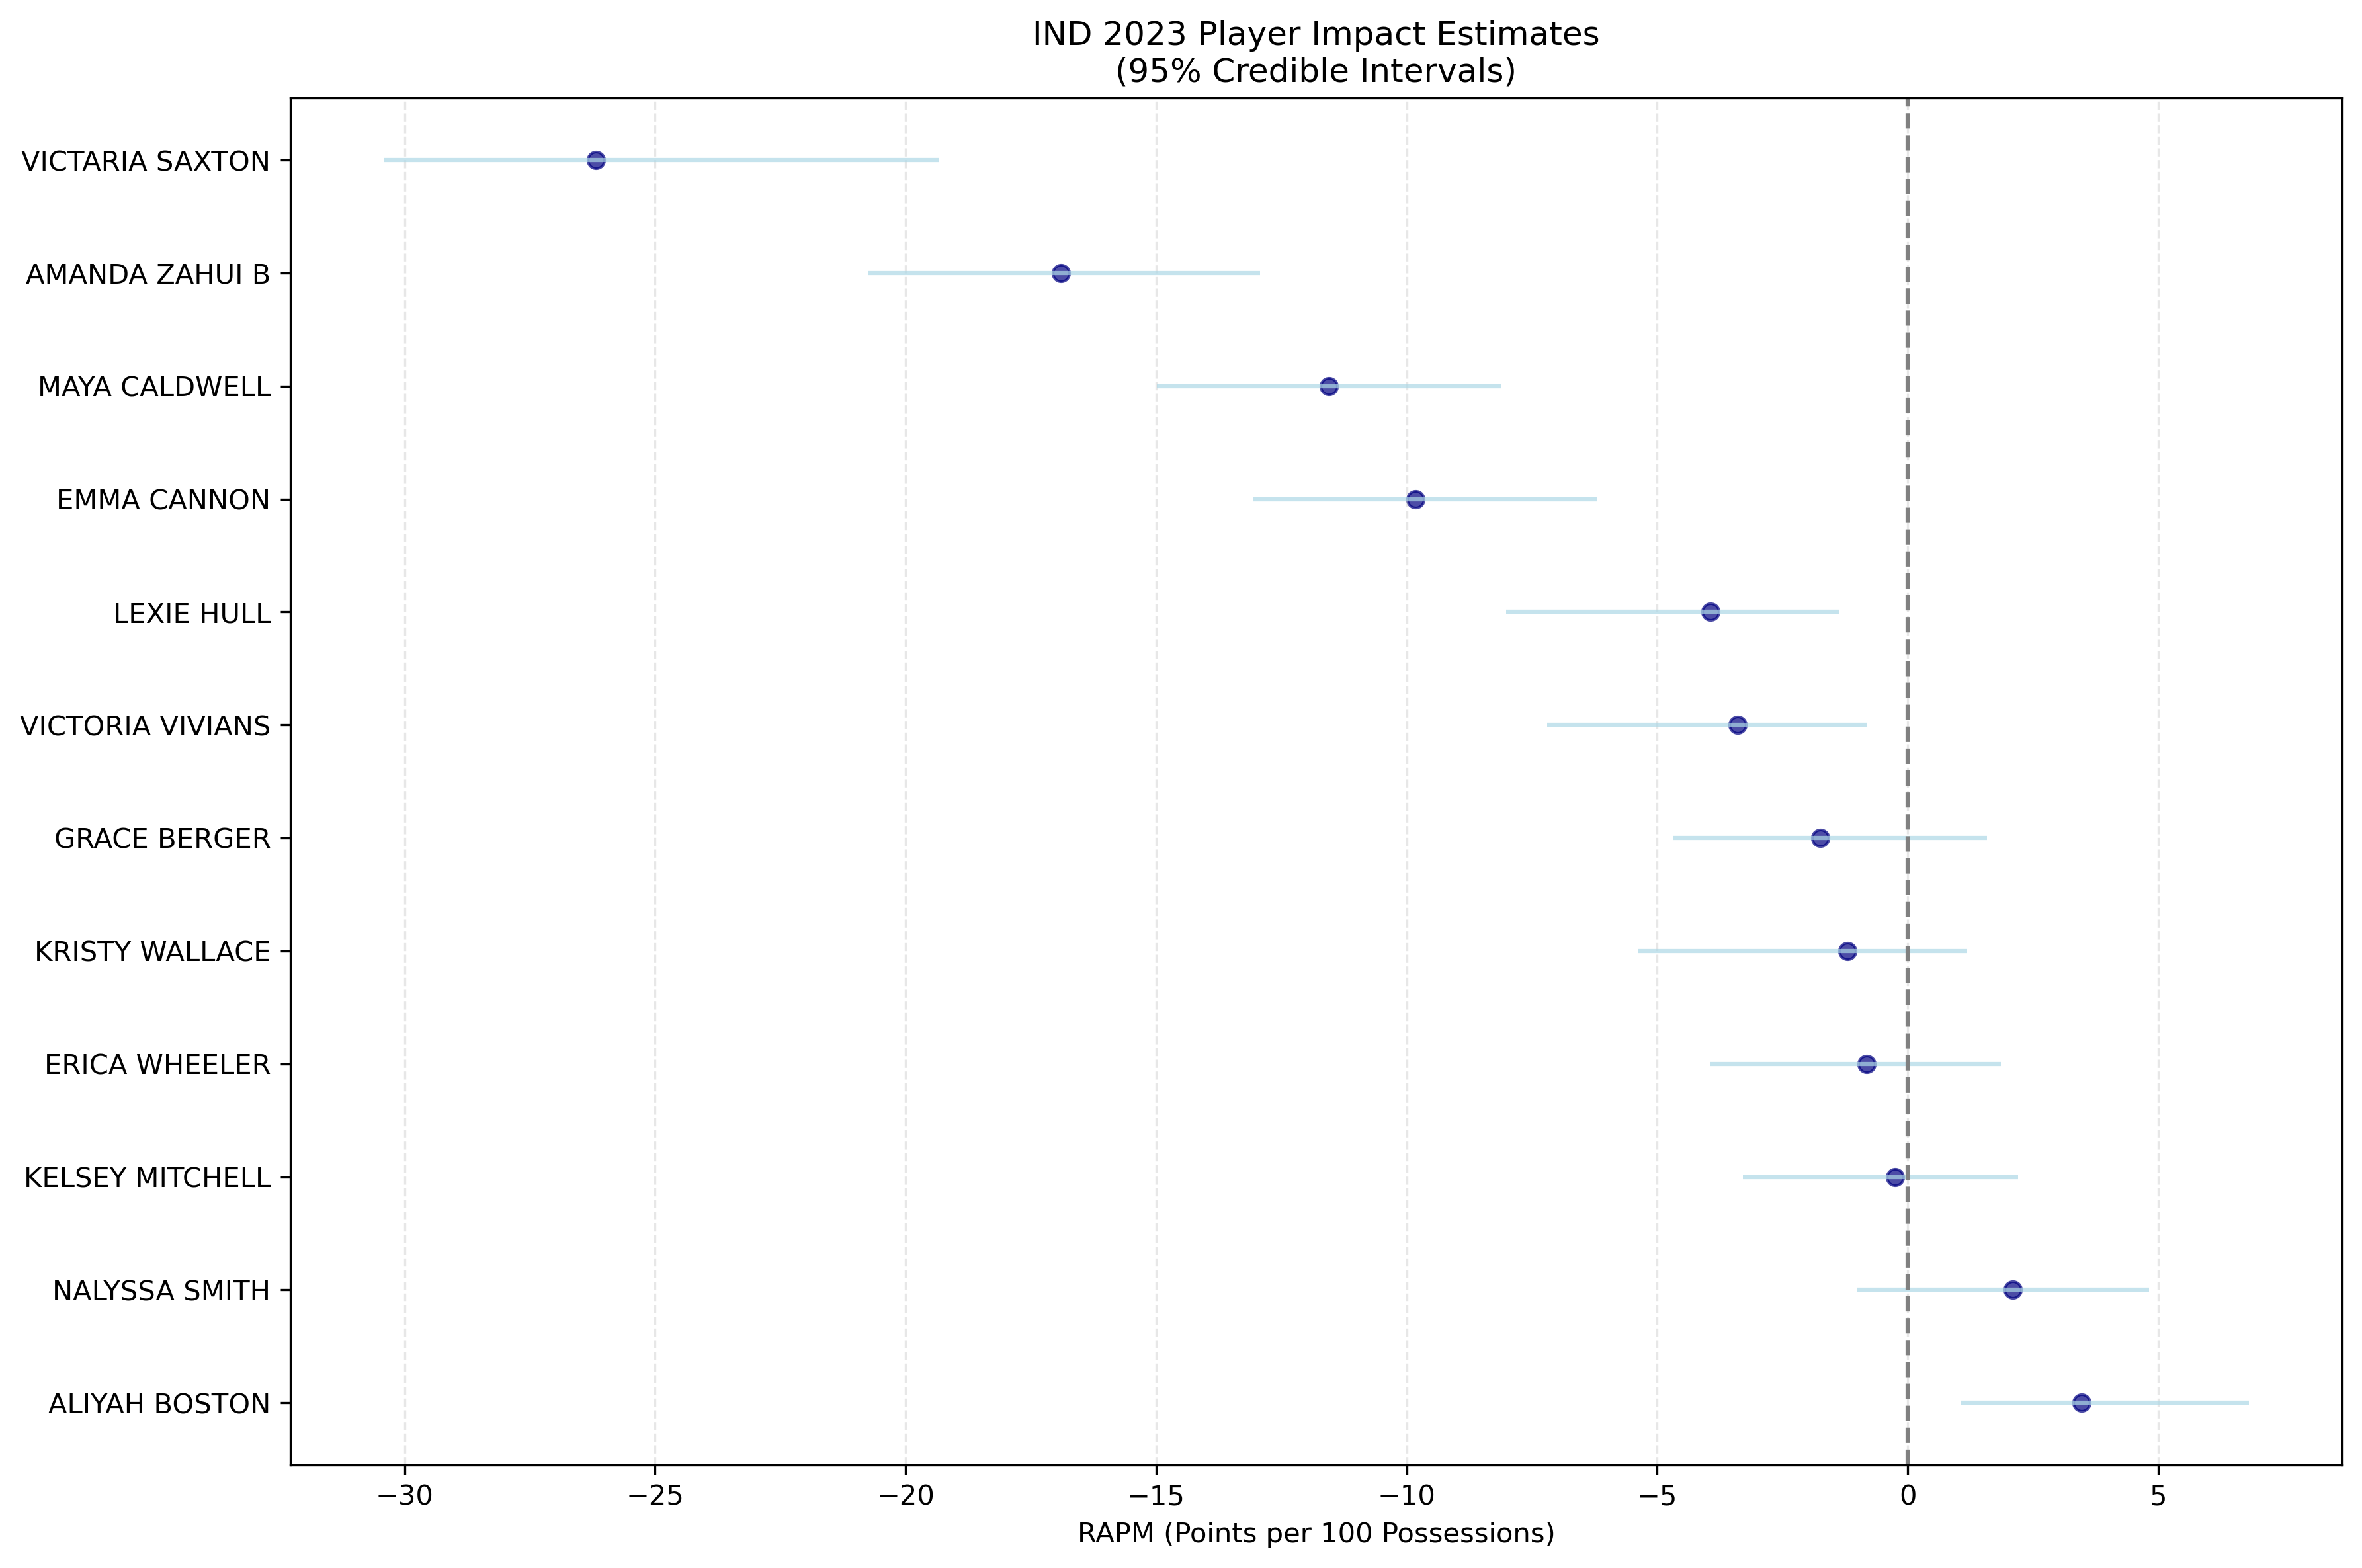 IND 2023 Player Impact Estimates
(95% Credible Intervals)
VICTARIA SAXTON
AMANDA ZAHUI B
MAYA CALDWELL
EMMA CANNON
LEXIE HULL
VICTORIA VIVIANS
GRACE BERGER
KRISTY WALLACE
ERICA WHEELER
KELSEY MITCHELL
NALYSSA SMITH
ALIYAH BOSTON
−30 −25 −20 −15 −10 −5 0 5
RAPM (Points per 100 Possessions)